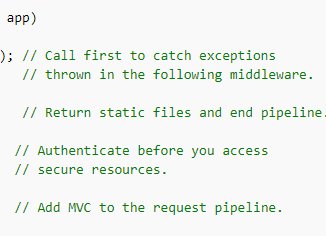 app)
); // Call first to catch exceptions
// thrown in the following middleware.
// Return static files and end pipeline.
// Authenticate before you access
// secure resources.
// Add MVC to the request pipeline.